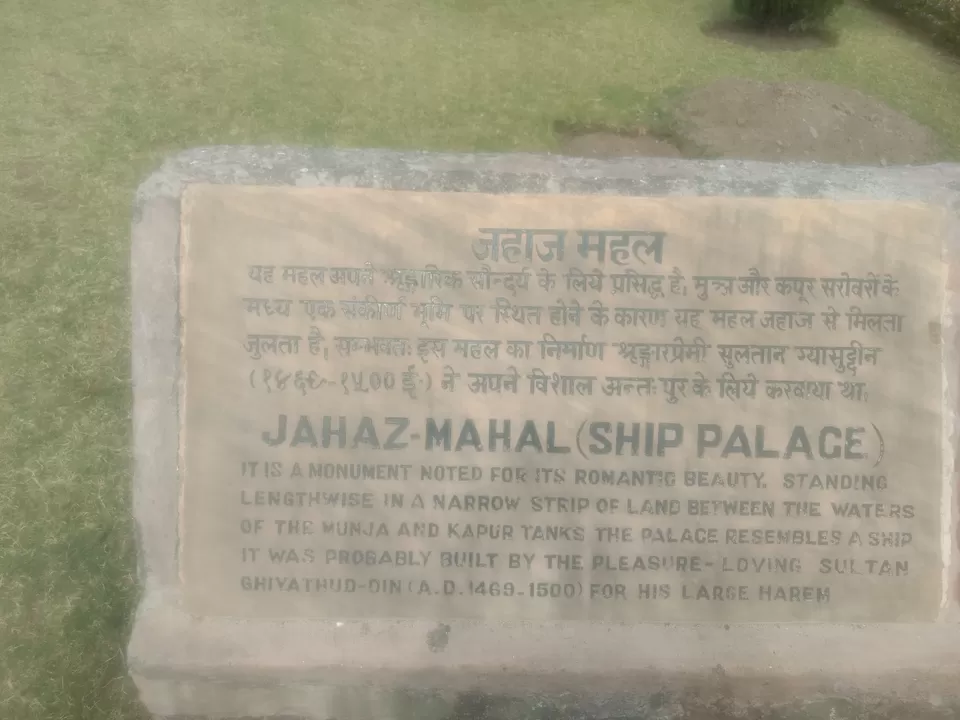 जहाज महल
यह महल अपने श्रृङ्गारिक सौन्दर्य के लिये प्रसिद्ध है, मुन्ज और कपूर सरोवरों के
मध्य एक संकीर्ण भूमि पर स्थित होने के कारण यह महल जहाज से मिलता
जुलता है, सम्भवतः इस महल का निर्माण श्रृङ्गारप्रेमी सुलतान ग्यासुद्दीन
(१४६९-१५०० ई॰) ने अपने विशाल अन्तःपुर के लिये करवाया था,
JAHAZ-MAHAL (SHIP PALACE)
IT IS A MONUMENT NOTED FOR ITS ROMANTIC BEAUTY. STANDING
LENGTHWISE IN A NARROW STRIP OF LAND BETWEEN THE WATERS
OF THE MUNJA AND KAPUR TANKS THE PALACE RESEMBLES A SHIP
IT WAS PROBABLY BUILT BY THE PLEASURE-LOVING SULTAN
GHIYATHUD-DIN (A.D. 1469-1500) FOR HIS LARGE HAREM